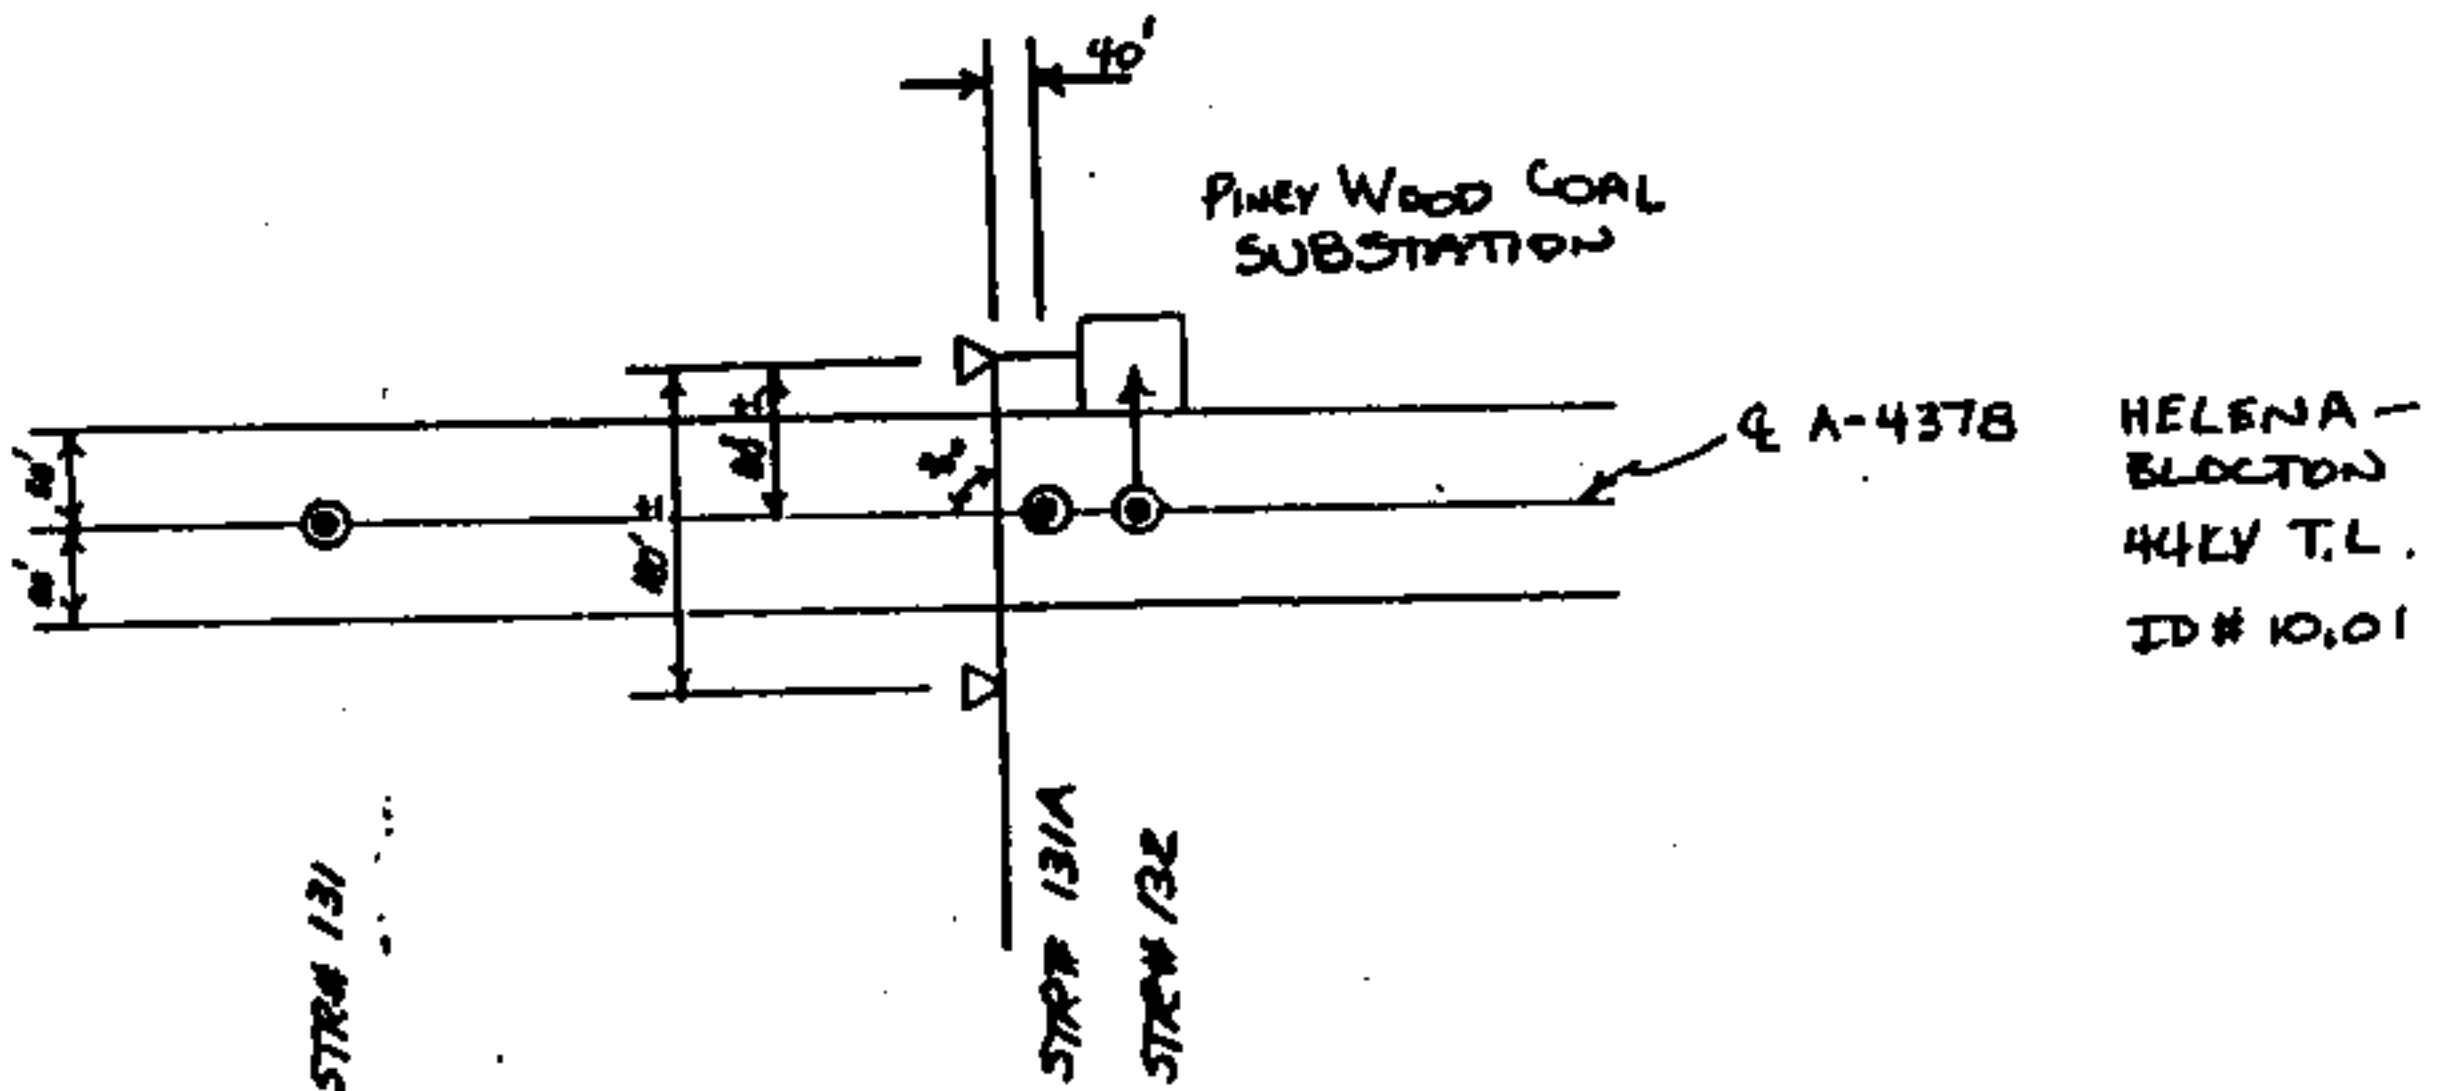 40'
PINEY WOOD COAL
SUBSTATION
℄ A-4378
HELENA —
BLOCTON
44KV T.L.
ID# 10.01
STR# 131
STR# 131A
STR# 132